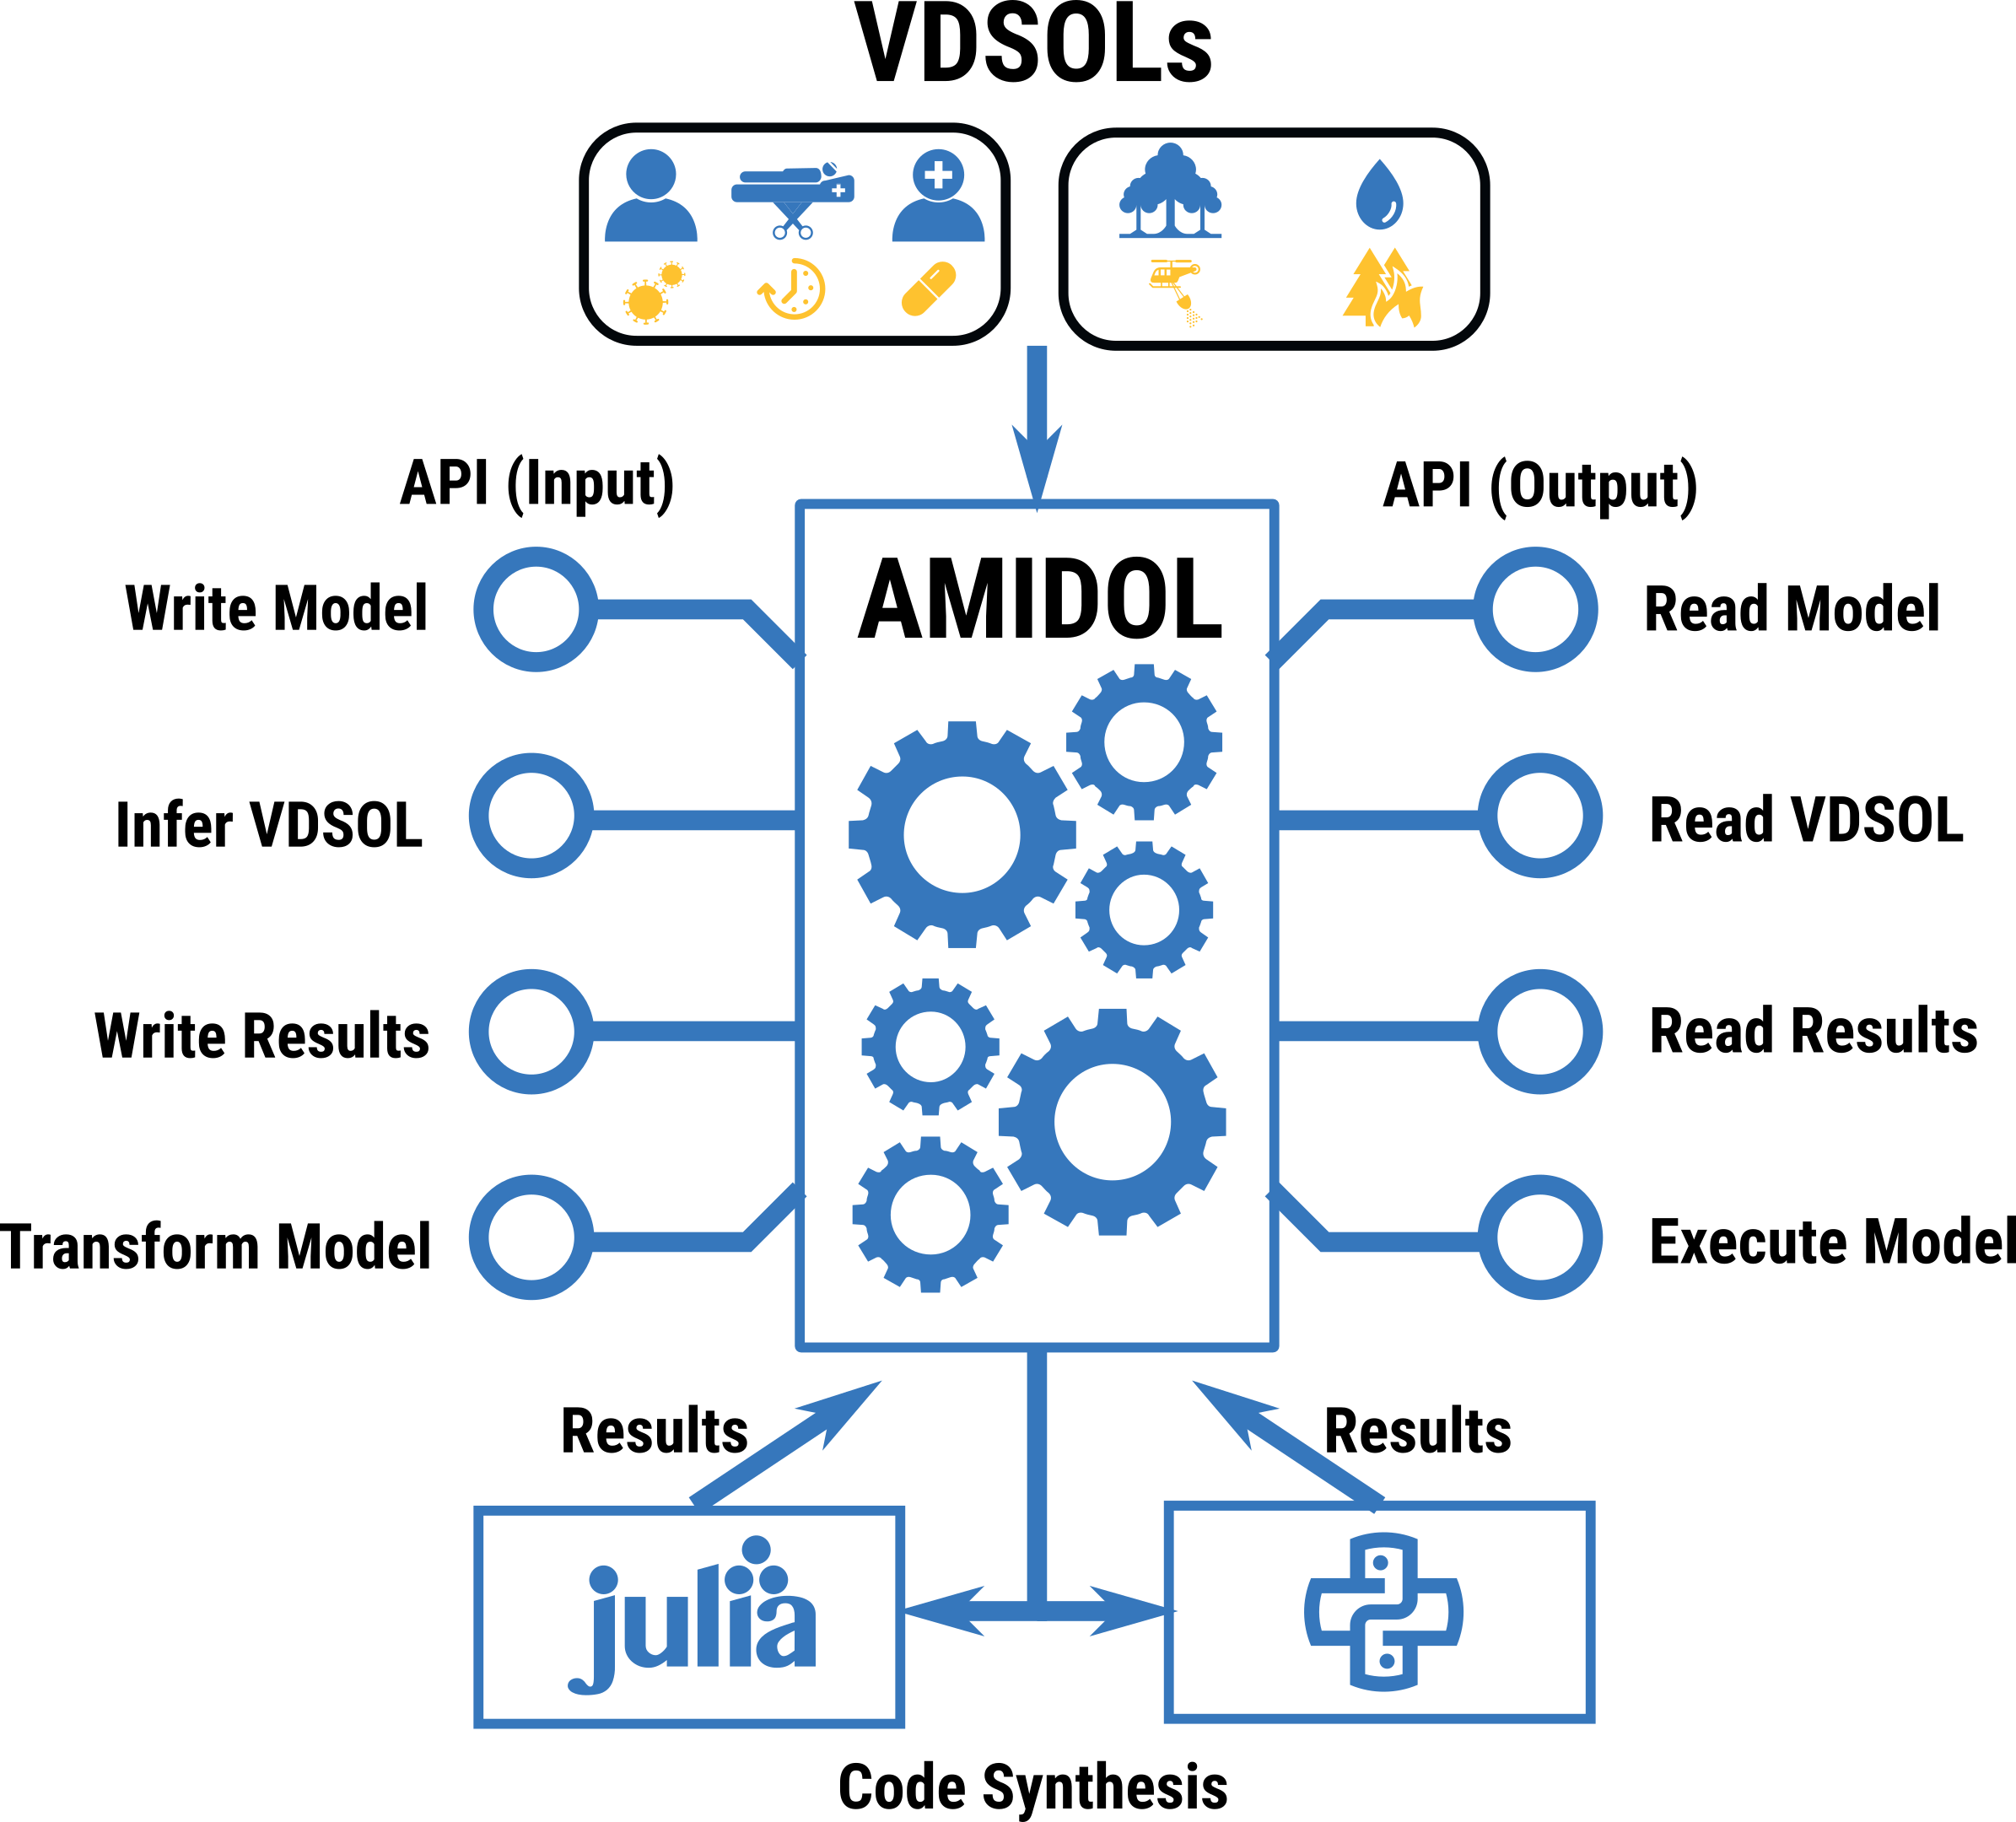 VDSOLs
API (Input)
API (Output)
AMIDOL
Write Model
Read Model
Infer VDSOL
Read VDSOL
Write Results
Read Results
Transform Model
Execute Model
Results
Results
julia
Code Synthesis